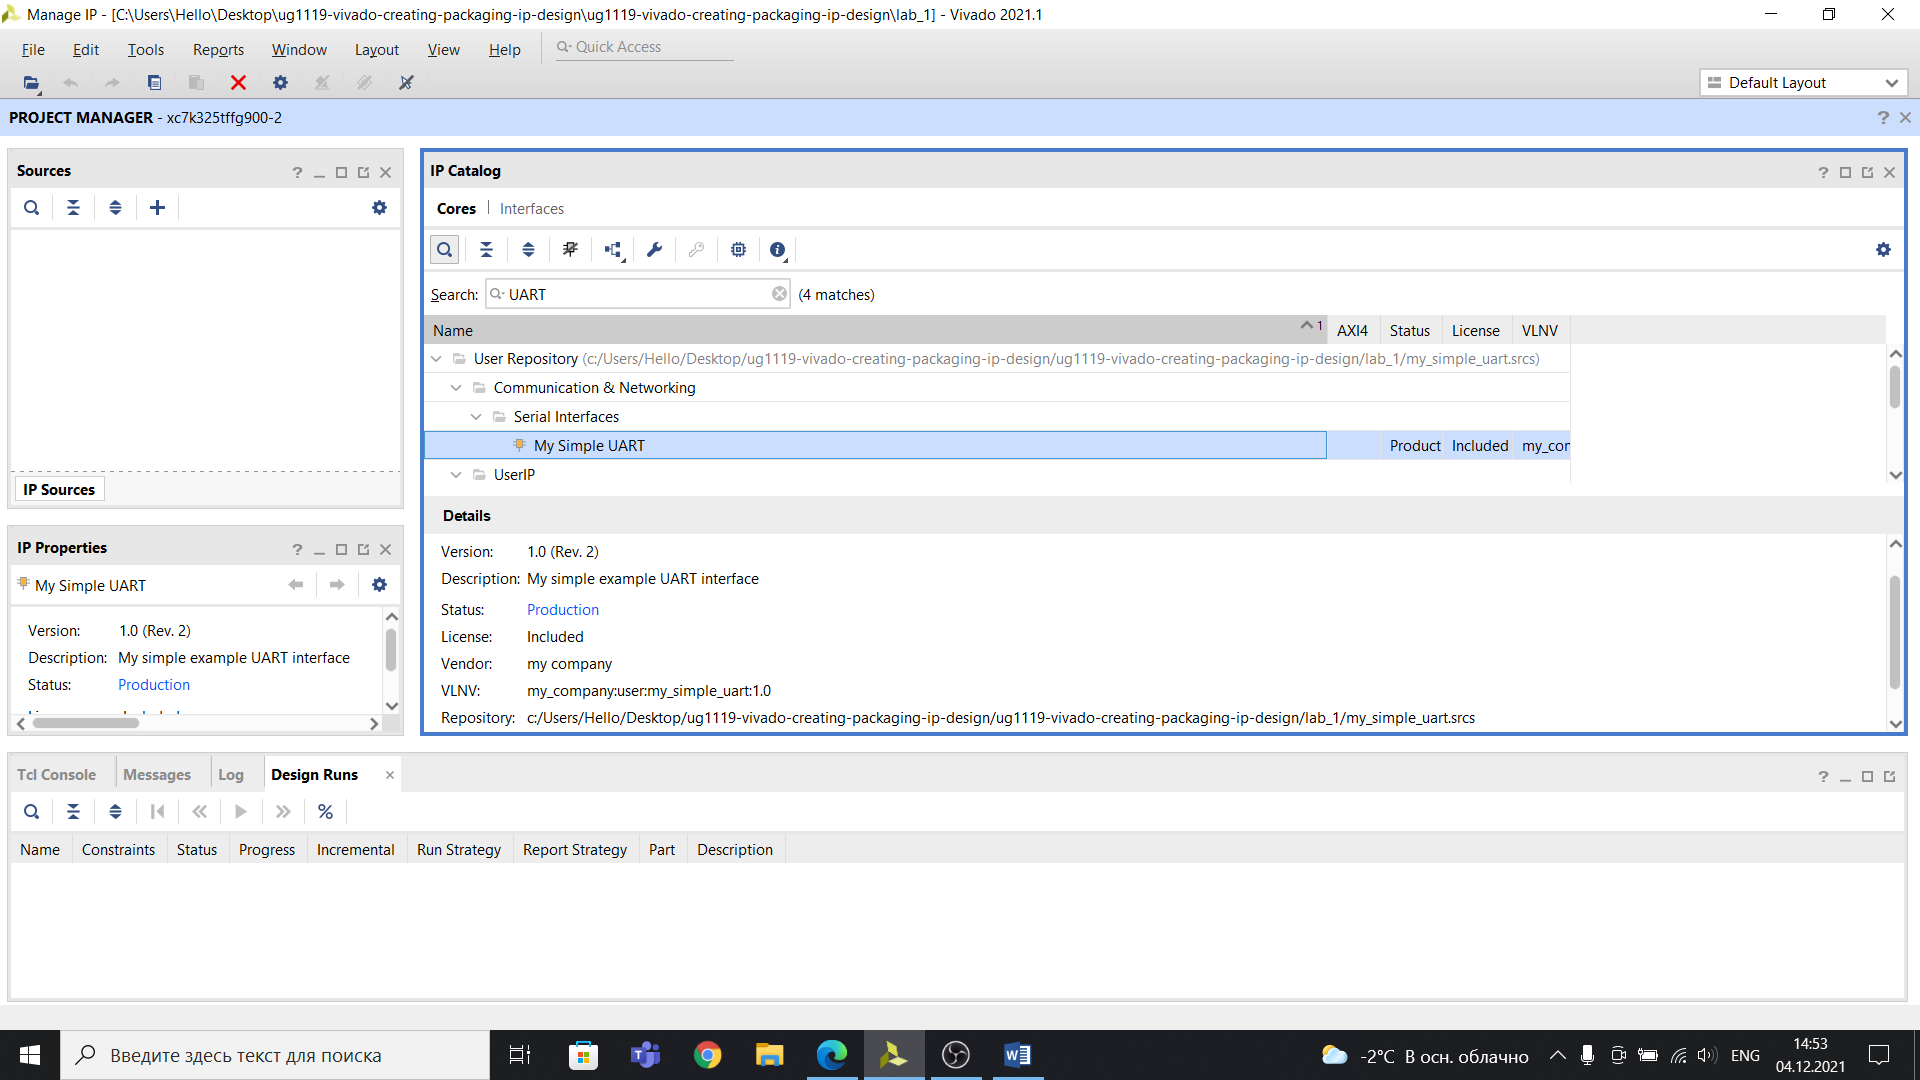 Manage IP - [C:\Users\Hello\Desktop\ug1119-vivado-creating-packaging-ip-design\ug1119-vivado-creating-packaging-ip-design\lab_1] - Vivado 2021.1
File Edit Tools Reports Window Layout View Help Quick Access
Default Layout
PROJECT MANAGER - xc7k325tffg900-2
Sources
IP Sources
IP Properties
My Simple UART
Version: 1.0 (Rev. 2)
Description: My simple example UART interface
Status: Production
IP Catalog
Cores Interfaces
Search: UART (4 matches)
Name 1 AXI4 Status License VLNV
User Repository (c:/Users/Hello/Desktop/ug1119-vivado-creating-packaging-ip-design/ug1119-vivado-creating-packaging-ip-design/lab_1/my_simple_uart.srcs)
Communication & Networking
Serial Interfaces
My Simple UART Product Included my_con
UserIP
Details
Version: 1.0 (Rev. 2)
Description: My simple example UART interface
Status: Production
License: Included
Vendor: my company
VLNV: my_company:user:my_simple_uart:1.0
Repository: c:/Users/Hello/Desktop/ug1119-vivado-creating-packaging-ip-design/ug1119-vivado-creating-packaging-ip-design/lab_1/my_simple_uart.srcs
Tcl Console Messages Log Design Runs
Name Constraints Status Progress Incremental Run Strategy Report Strategy Part Description
Введите здесь текст для поиска
-2°C В осн. облачно
ENG
14:53
04.12.2021